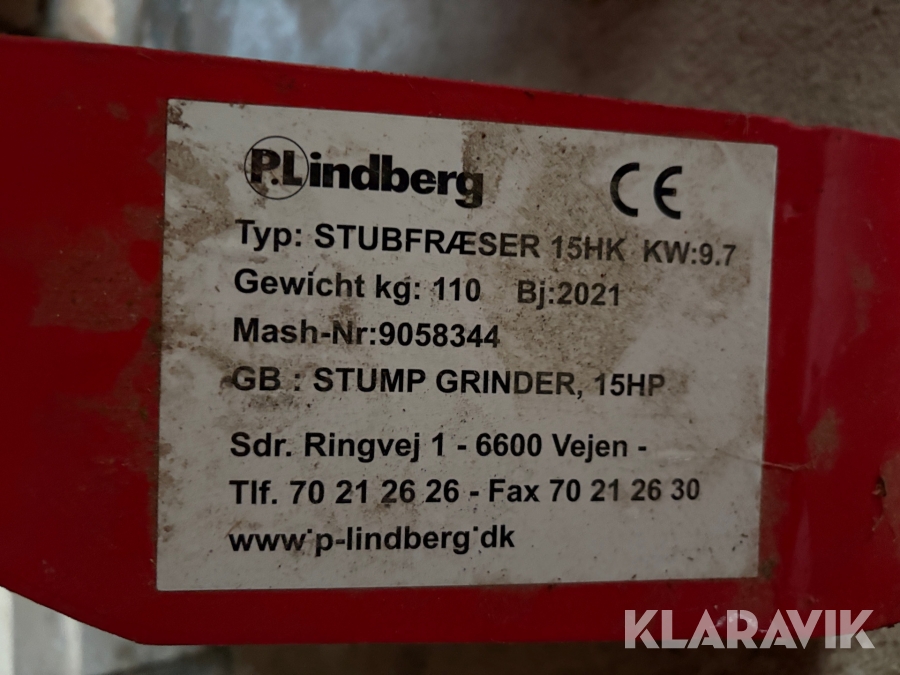 P.Lindberg CE
Typ: STUBFRÆSER 15HK KW:9.7
Gewicht kg: 110 Bj:2021
Mash-Nr:9058344
GB : STUMP GRINDER, 15HP
Sdr. Ringvej 1 - 6600 Vejen -
Tlf. 70 21 26 26 - Fax 70 21 26 30
www˙p-lindberg˙dk
KLARAVIK